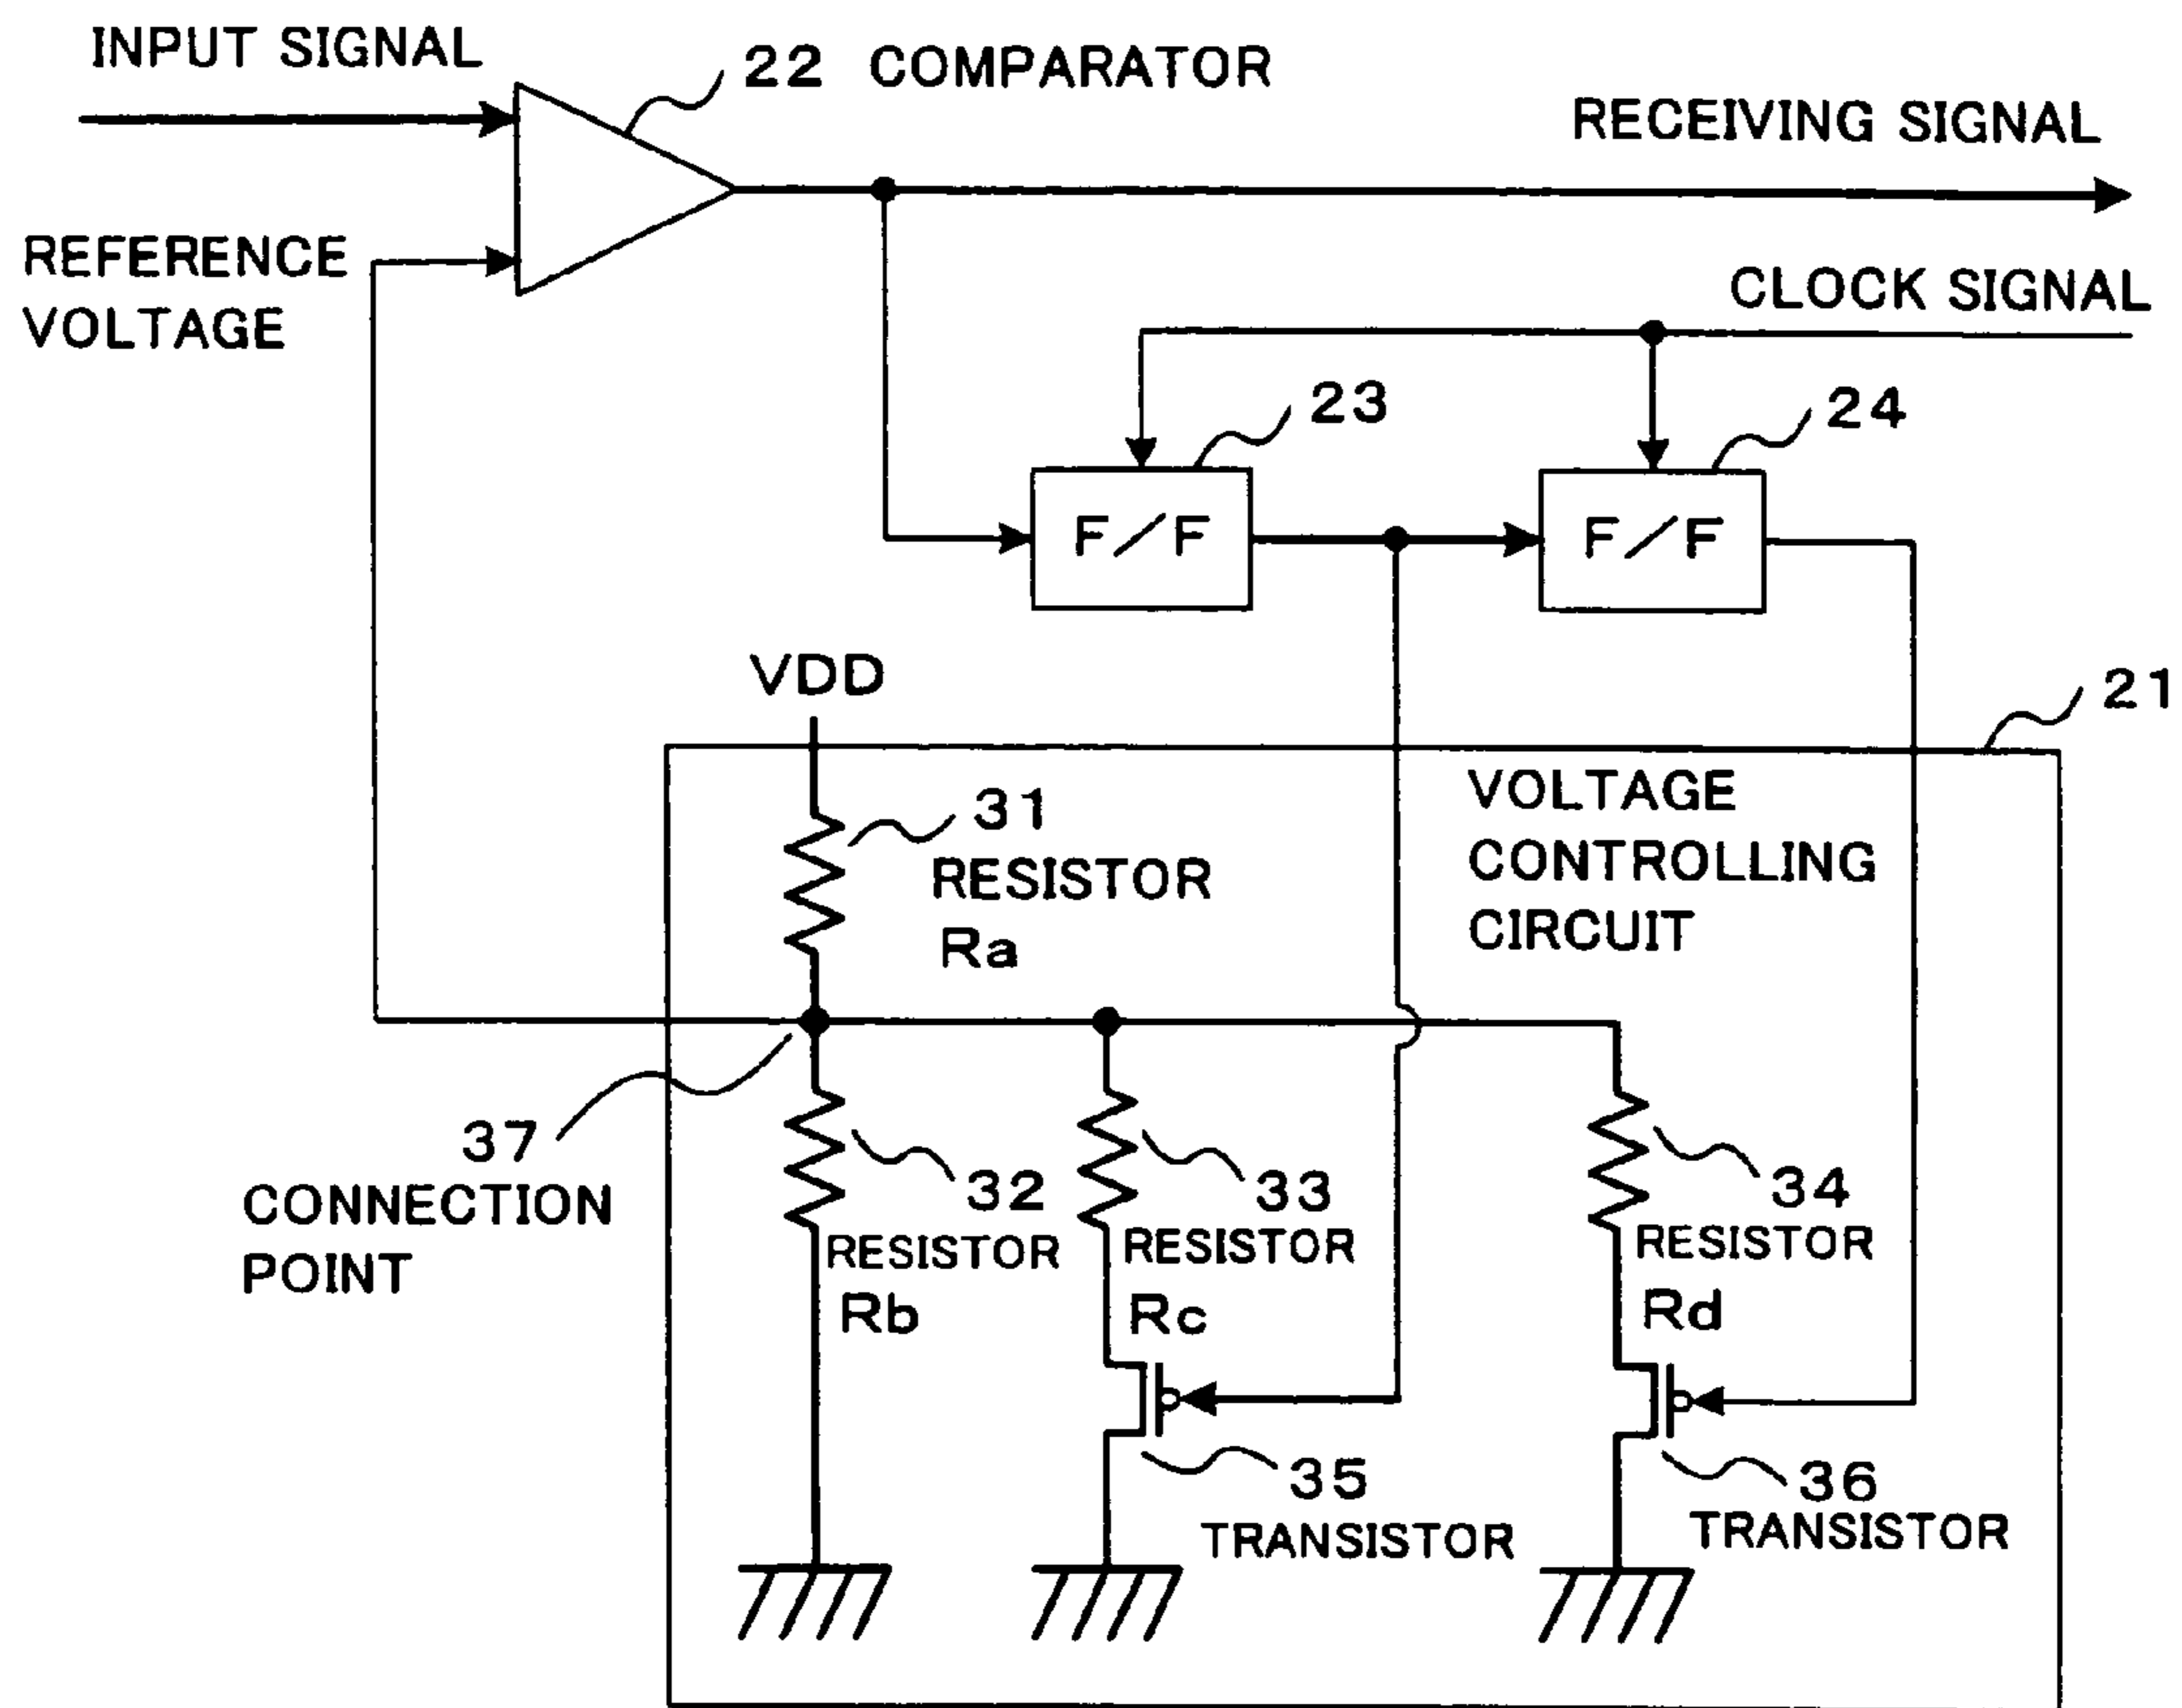 INPUT SIGNAL
22 COMPARATOR
RECEIVING SIGNAL
REFERENCE
VOLTAGE
CLOCK SIGNAL
23
24
F/F
F/F
VDD
21
31
RESISTOR
Ra
VOLTAGE
CONTROLLING
CIRCUIT
37
CONNECTION
POINT
32
RESISTOR
Rb
33
RESISTOR
Rc
34
RESISTOR
Rd
35
TRANSISTOR
36
TRANSISTOR